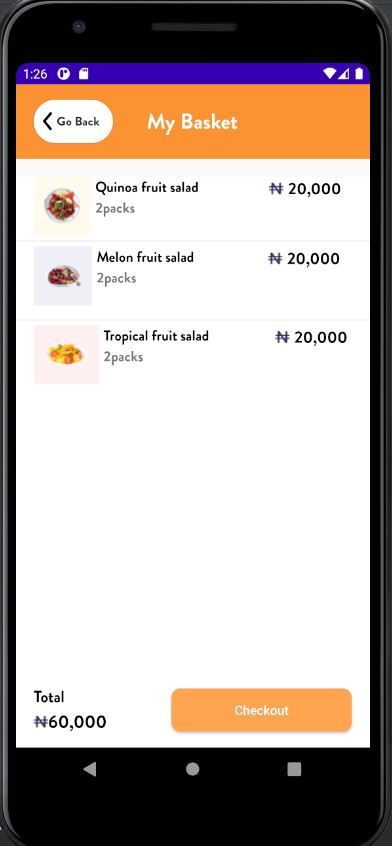 1:26
Go Back
My Basket
Quinoa fruit salad
₦ 20,000
2packs
Melon fruit salad
₦ 20,000
2packs
Tropical fruit salad
₦ 20,000
2packs
Total
₦60,000
Checkout